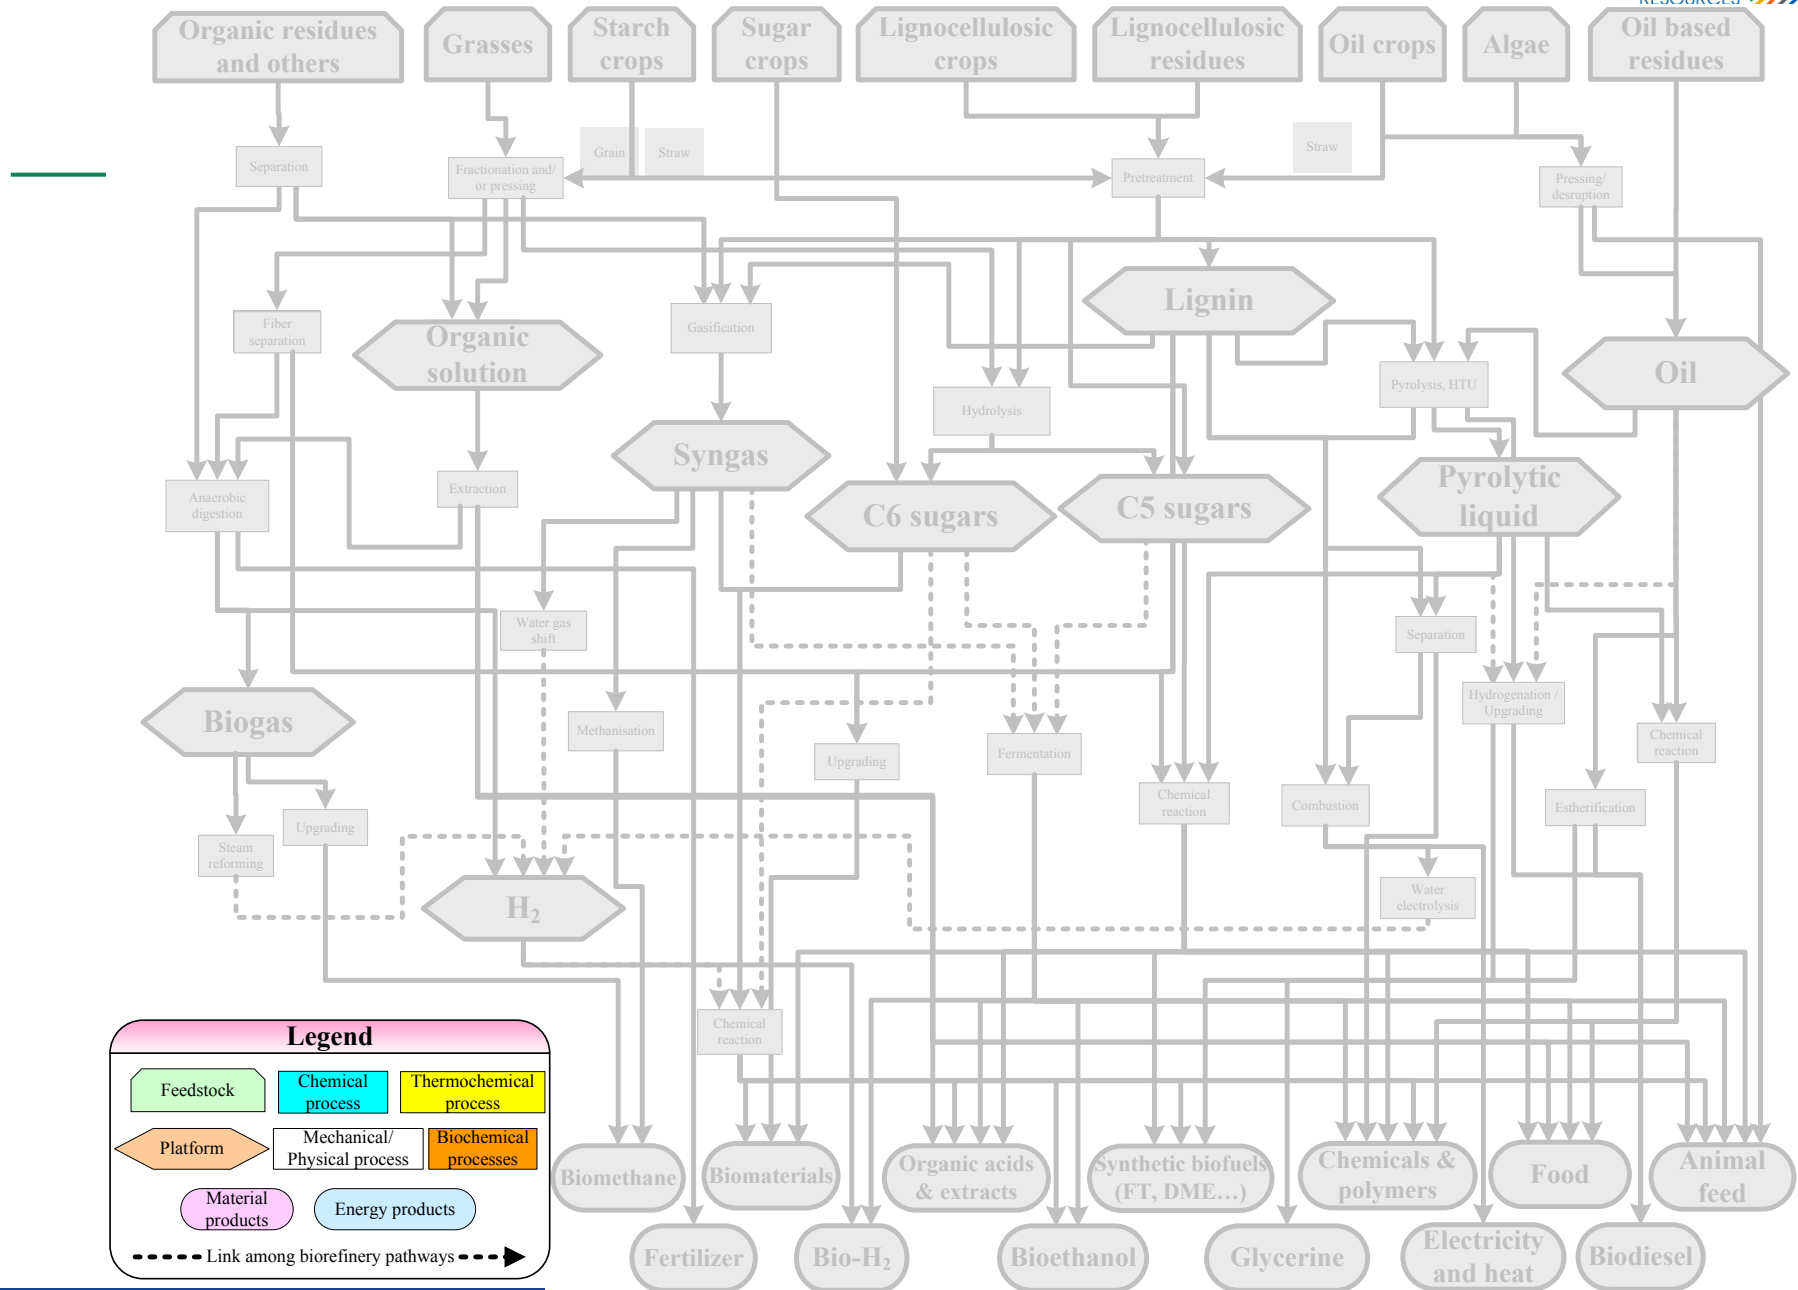 RESOURCES
Organic residues
and others
Grasses
Starch
crops
Sugar
crops
Lignocellulosic
crops
Lignocellulosic
residues
Oil crops
Algae
Oil based
residues
Grain
Straw
Straw
Separation
Fractionation and/
or pressing
Pretreatment
Pressing/
desruption
Lignin
Fiber
separation
Organic
solution
Gasification
Pyrolysis, HTU
Oil
Hydrolysis
Syngas
Anaerobic
digestion
Extraction
C6 sugars
C5 sugars
Pyrolytic
liquid
Water gas
shift
Separation
Biogas
Methanisation
Upgrading
Fermentation
Hydrogenation /
Upgrading
Chemical
reaction
Chemical
reaction
Combustion
Estherification
Upgrading
Steam
reforming
H2
Water
electrolysis
Chemical
reaction
Legend
Feedstock
Chemical
process
Thermochemical
process
Platform
Mechanical/
Physical process
Biochemical
processes
Material
products
Energy products
Link among biorefinery pathways
Biomethane
Biomaterials
Organic acids
& extracts
Synthetic biofuels
(FT, DME…)
Chemicals &
polymers
Food
Animal
feed
Fertilizer
Bio-H2
Bioethanol
Glycerine
Electricity
and heat
Biodiesel